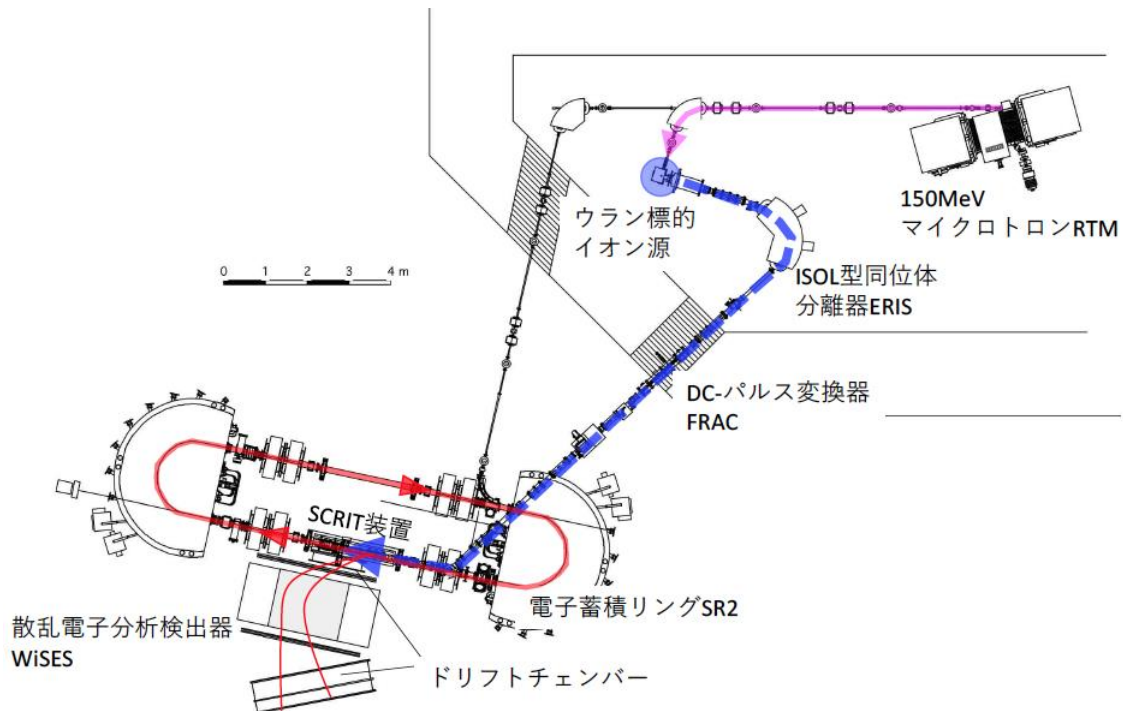 150MeV
マイクロトロンRTM
ウラン標的
イオン源
ISOL型同位体
分離器ERIS
0 1 2 3 4 m
DC-パルス変換器
FRAC
SCRIT装置
電子蓄積リングSR2
散乱電子分析検出器
WiSES
ドリフトチェンバー